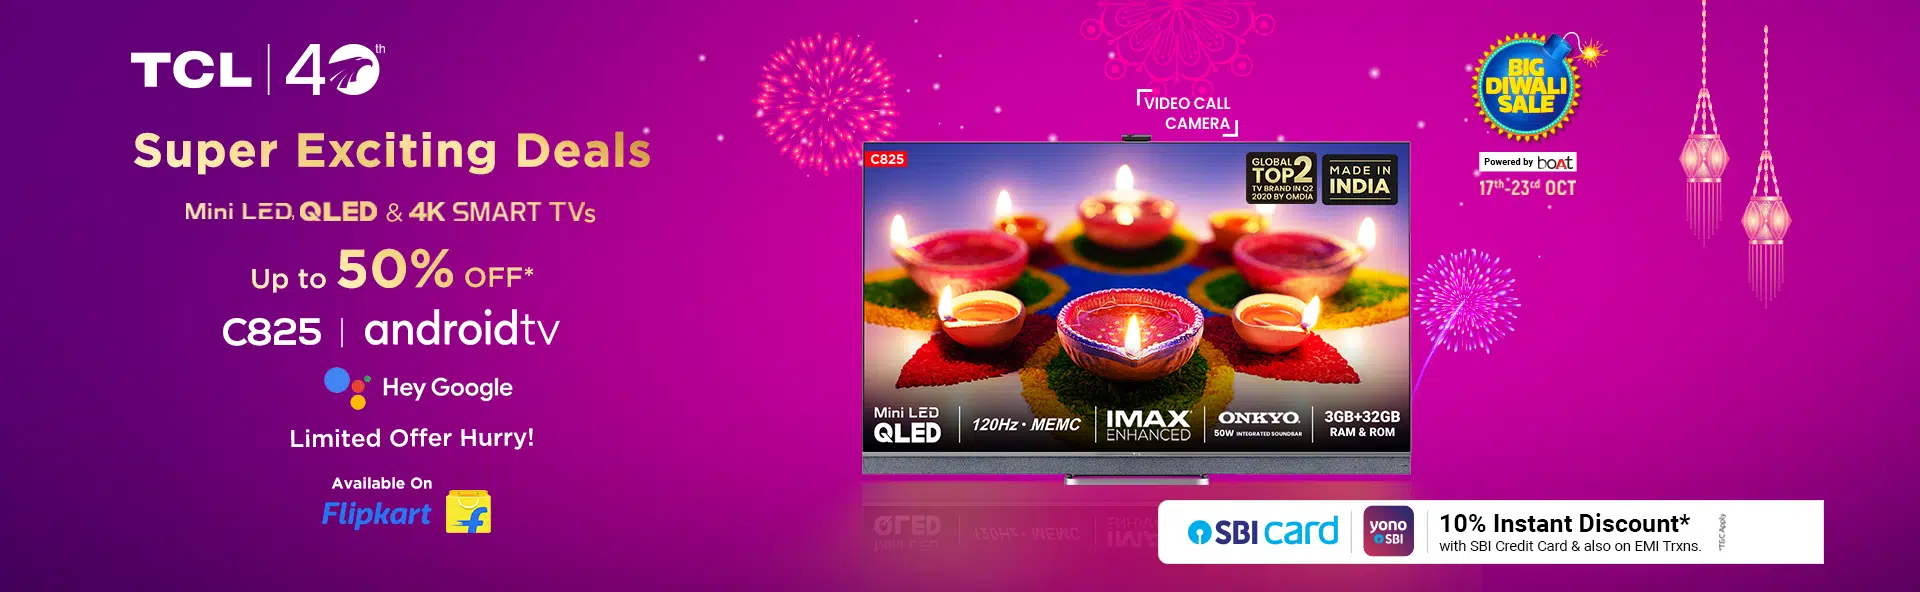 TCL | 40th
Super Exciting Deals
Mini LED, QLED & 4K SMART TVs
Up to 50% OFF*
C825 | androidtv
Hey Google
Limited Offer Hurry!
Available On
Flipkart
VIDEO CALL
CAMERA
C825
GLOBAL
TOP 2
TV BRAND IN Q2
2020 BY OMDIA
MADE IN
INDIA
Mini LED
QLED
120Hz • MEMC
IMAX
ENHANCED
ONKYO
50W INTEGRATED SOUNDBAR
3GB+32GB
RAM & ROM
BIG
DIWALI
SALE
Powered by boAt
17th-23rd OCT
SBI card
yono
SBI
10% Instant Discount*
with SBI Credit Card & also on EMI Trxns.
*T&C Apply